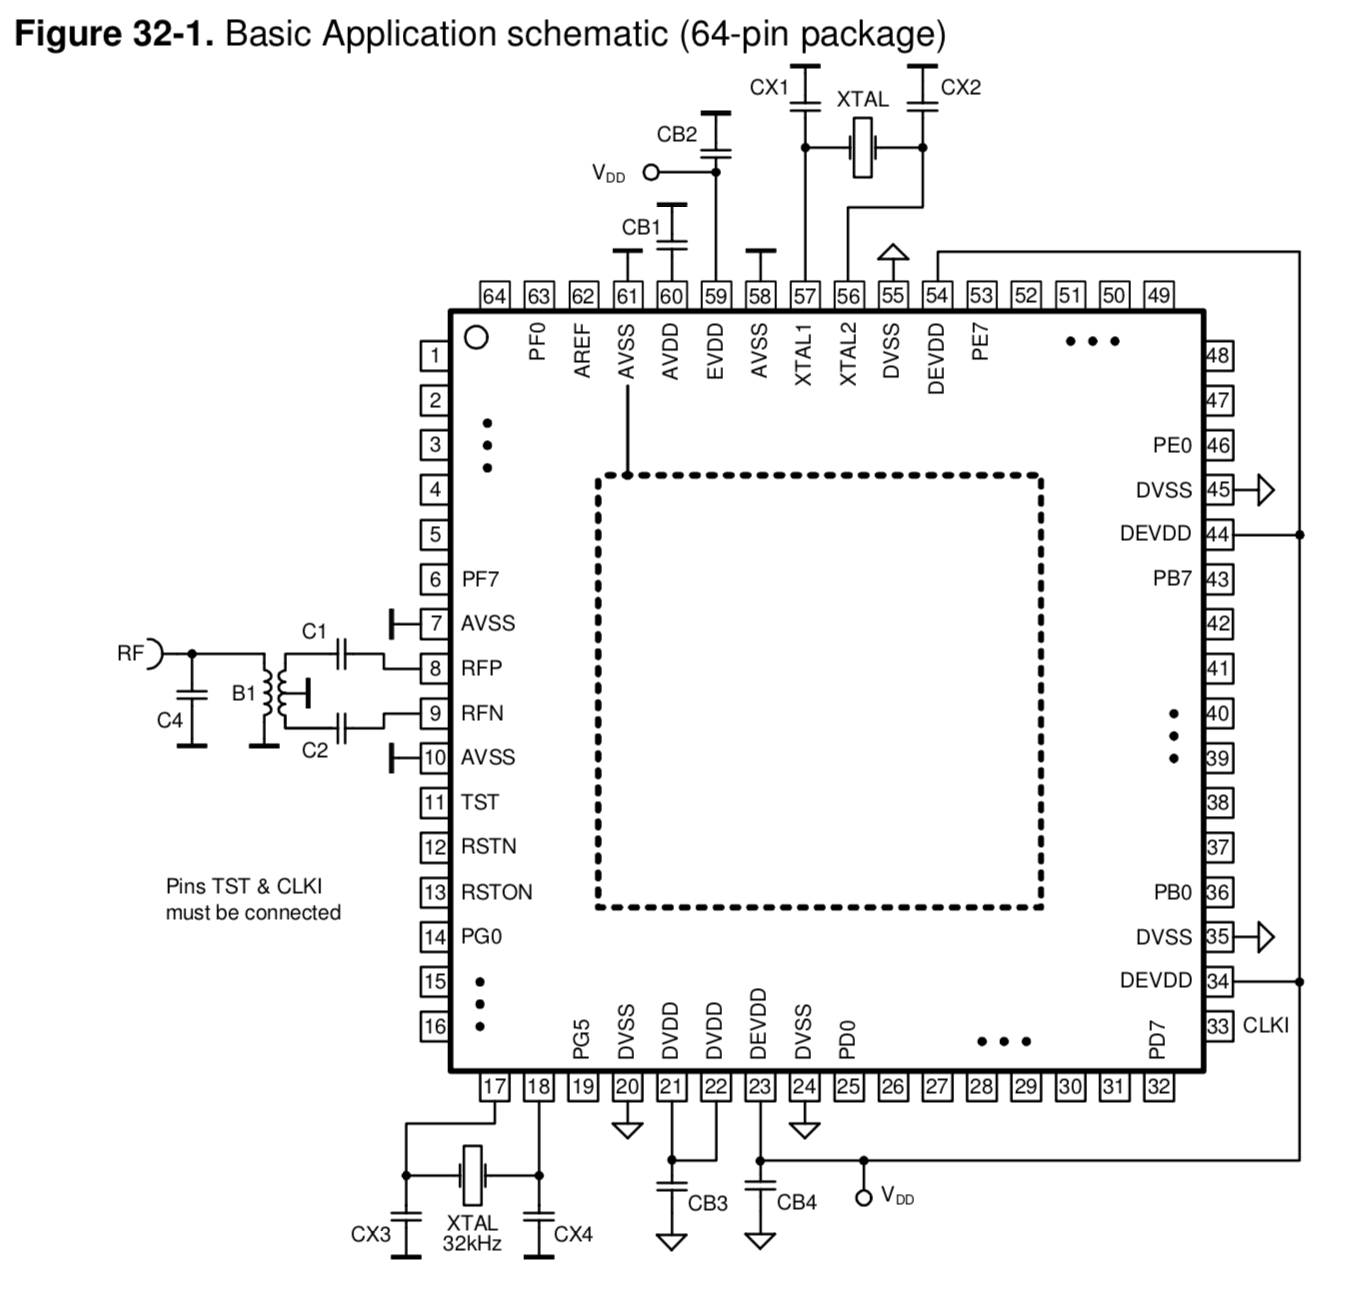 Figure 32-1. Basic Application schematic (64-pin package)
CX1
XTAL
CX2
CB2
VDD
CB1
64 63 62 61 60 59 58 57 56 55 54 53 52 51 50 49
PF0 AREF AVSS AVDD EVDD AVSS XTAL1 XTAL2 DVSS DEVDD PE7
1
2
3
4
5
6 PF7
7 AVSS
8 RFP
9 RFN
10 AVSS
11 TST
12 RSTN
13 RSTON
14 PG0
15
16
RF
C1
B1
C4
C2
Pins TST & CLKI
must be connected
48
47
PE0 46
DVSS 45
DEVDD 44
PB7 43
42
41
40
39
38
37
PB0 36
DVSS 35
DEVDD 34
33 CLKI
PG5 DVSS DVDD DVDD DEVDD DVSS PD0 PD7
17 18 19 20 21 22 23 24 25 26 27 28 29 30 31 32
CX3
XTAL
32kHz
CX4
CB3
CB4
VDD